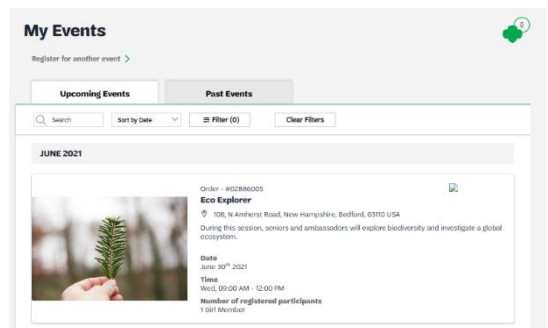 My Events
0
Register for another event >
Upcoming Events
Past Events
Search
Sort by Date
Filter (0)
Clear Filters
JUNE 2021
Order - #02886005
Eco Explorer
108, N Amherst Road, New Hampshire, Bedford, 03110 USA
During this session, seniors and ambassadors will explore biodiversity and investigate a global
ecosystem.
Date
June 30th 2021
Time
Wed, 09:00 AM - 12:00 PM
Number of registered participants
1 Girl Member